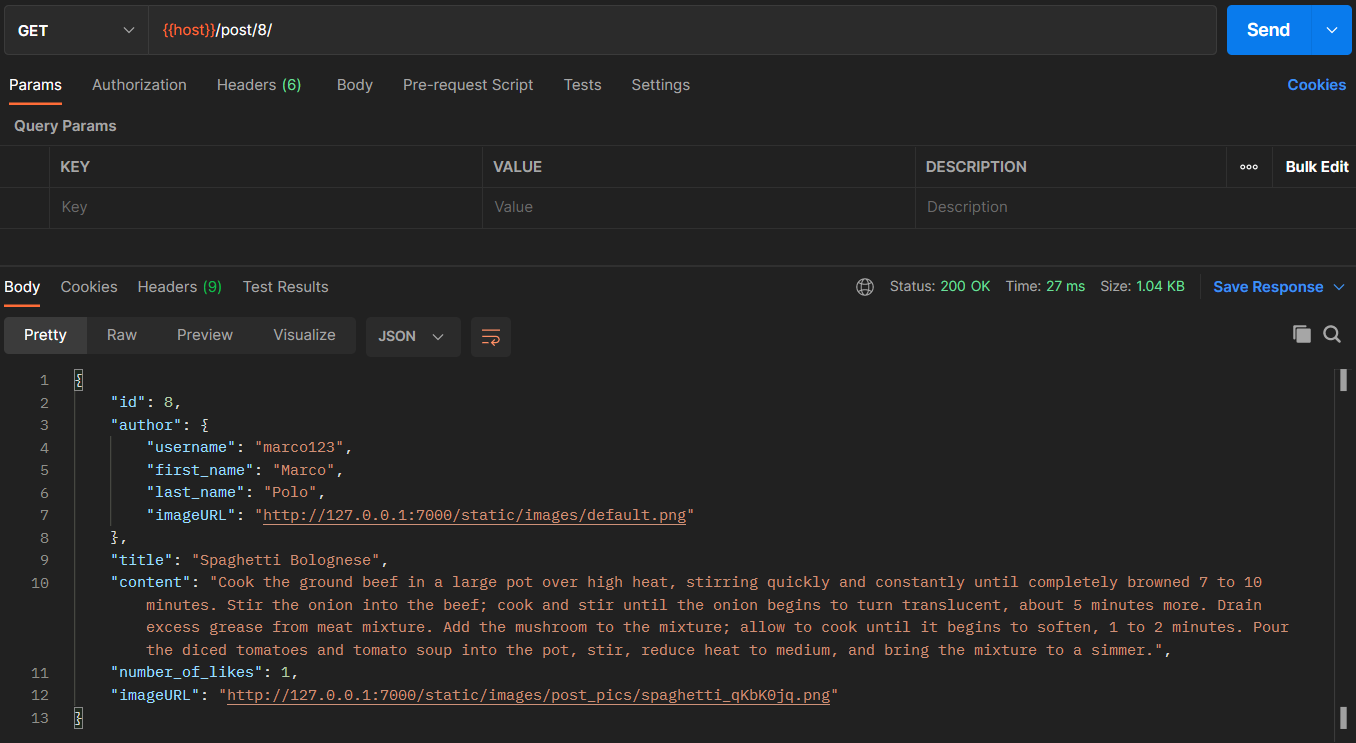 GET {{host}}/post/8/ Send
Params Authorization Headers (6) Body Pre-request Script Tests Settings Cookies
Query Params
KEY VALUE DESCRIPTION ooo Bulk Edit
Key Value Description
Body Cookies Headers (9) Test Results Status: 200 OK Time: 27 ms Size: 1.04 KB Save Response
Pretty Raw Preview Visualize JSON
1 {
2 "id": 8,
3 "author": {
4 "username": "marco123",
5 "first_name": "Marco",
6 "last_name": "Polo",
7 "imageURL": "http://127.0.0.1:7000/static/images/default.png"
8 },
9 "title": "Spaghetti Bolognese",
10 "content": "Cook the ground beef in a large pot over high heat, stirring quickly and constantly until completely browned 7 to 10
minutes. Stir the onion into the beef; cook and stir until the onion begins to turn translucent, about 5 minutes more. Drain
excess grease from meat mixture. Add the mushroom to the mixture; allow to cook until it begins to soften, 1 to 2 minutes. Pour
the diced tomatoes and tomato soup into the pot, stir, reduce heat to medium, and bring the mixture to a simmer.",
11 "number_of_likes": 1,
12 "imageURL": "http://127.0.0.1:7000/static/images/post_pics/spaghetti_qKbK0jq.png"
13 }